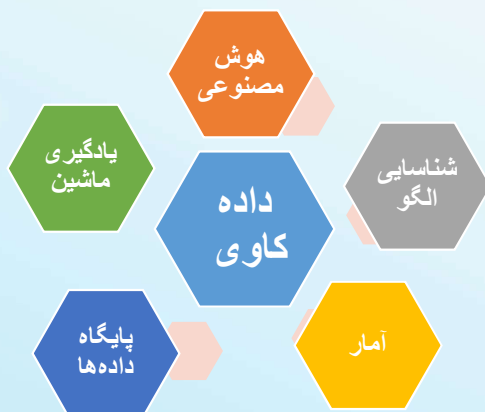 هوش
مصنوعی
شناسایی
الگو
یادگیری
ماشین
داده
کاوی
آمار
پایگاه
داده‌ها